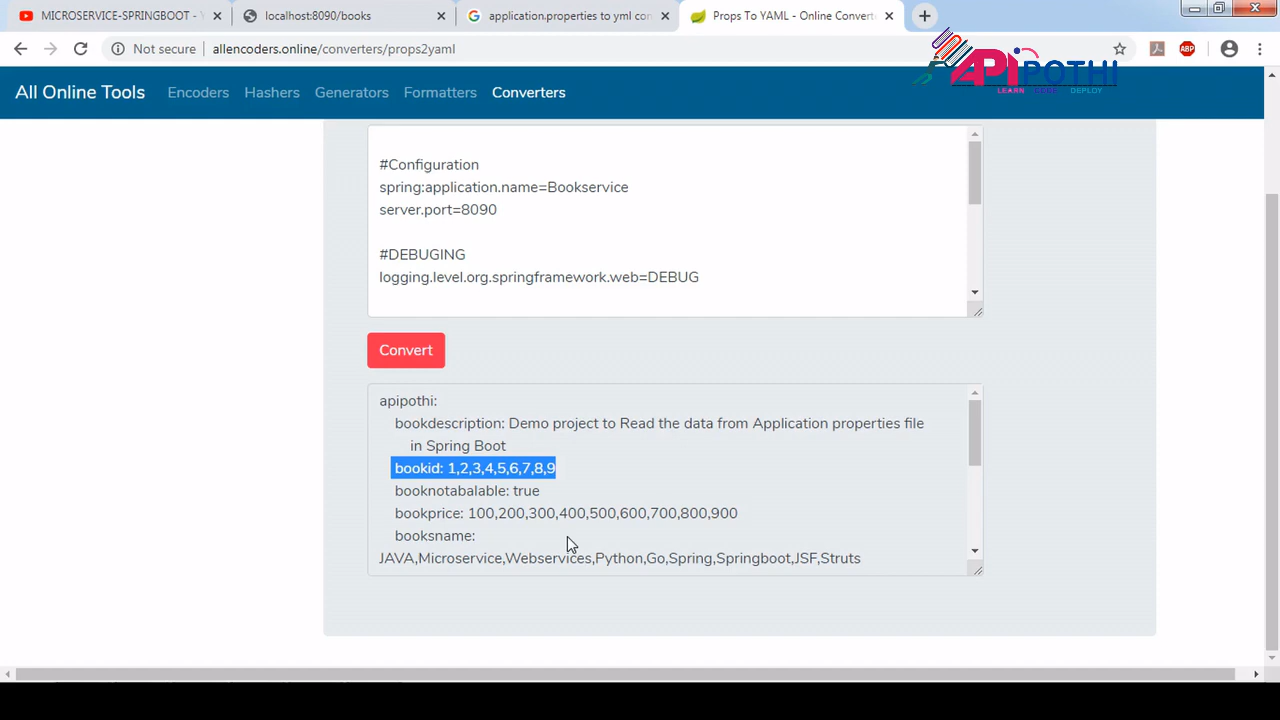 MICROSERVICE-SPRINGBOOT - Y
localhost:8090/books
application.properties to yml con
Props To YAML - Online Converte
Not secure
allencoders.online/converters/props2yaml
ABP
APIPOTHI
LEARN CODE DEPLOY
All Online Tools
Encoders
Hashers
Generators
Formatters
Converters
#Configuration
spring:application.name=Bookservice
server.port=8090
#DEBUGING
logging.level.org.springframework.web=DEBUG
Convert
apipothi:
bookdescription: Demo project to Read the data from Application properties file
in Spring Boot
bookid: 1,2,3,4,5,6,7,8,9
booknotabalable: true
bookprice: 100,200,300,400,500,600,700,800,900
booksname:
JAVA,Microservice,Webservices,Python,Go,Spring,Springboot,JSF,Struts